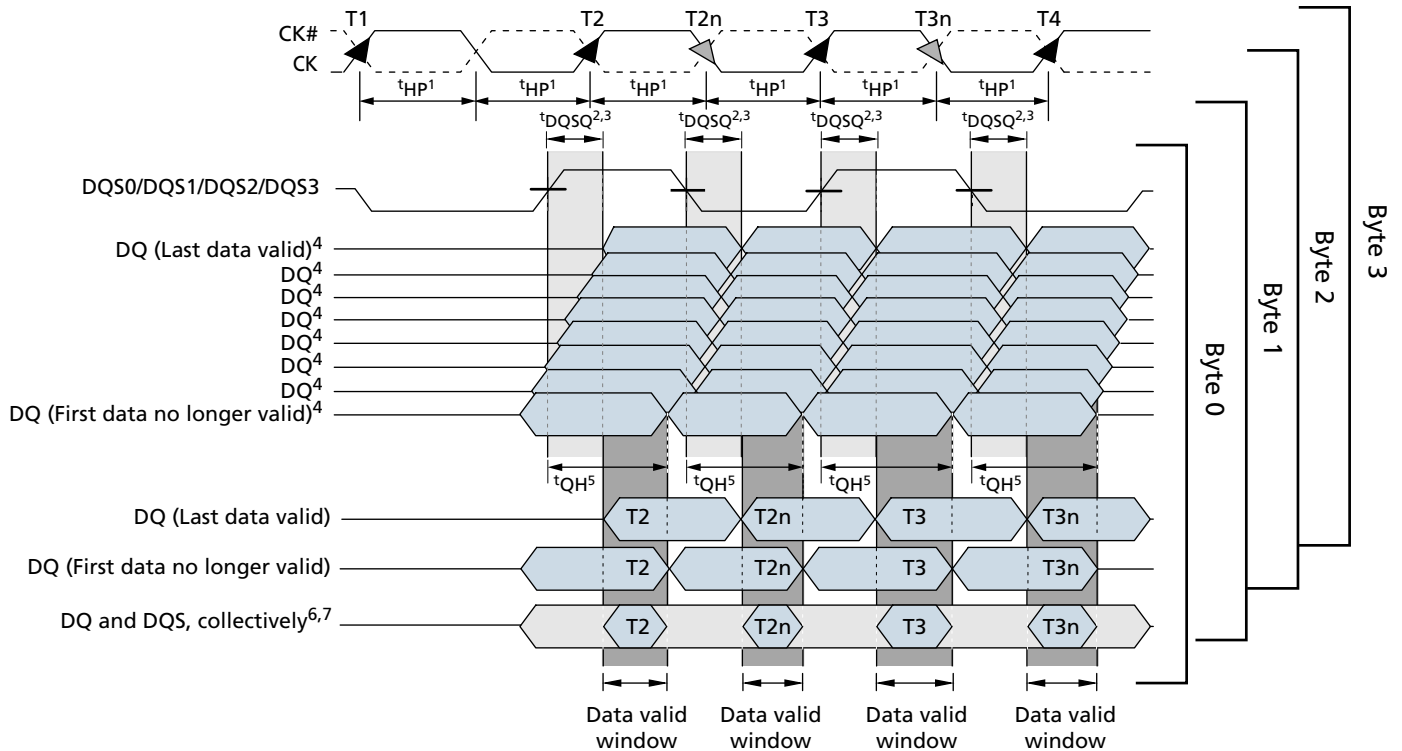 T1 T2 T2n T3 T3n T4
CK#
CK
tHP1 tHP1 tHP1 tHP1 tHP1 tHP1
tDQSQ2,3 tDQSQ2,3 tDQSQ2,3 tDQSQ2,3
DQS0/DQS1/DQS2/DQS3
DQ (Last data valid)4
DQ4
DQ4
DQ4
DQ4
DQ4
DQ4
DQ (First data no longer valid)4
tQH5 tQH5 tQH5 tQH5
DQ (Last data valid) T2 T2n T3 T3n
DQ (First data no longer valid) T2 T2n T3 T3n
DQ and DQS, collectively6,7 T2 T2n T3 T3n
Data valid window
Data valid window
Data valid window
Data valid window
Byte 0
Byte 1
Byte 2
Byte 3